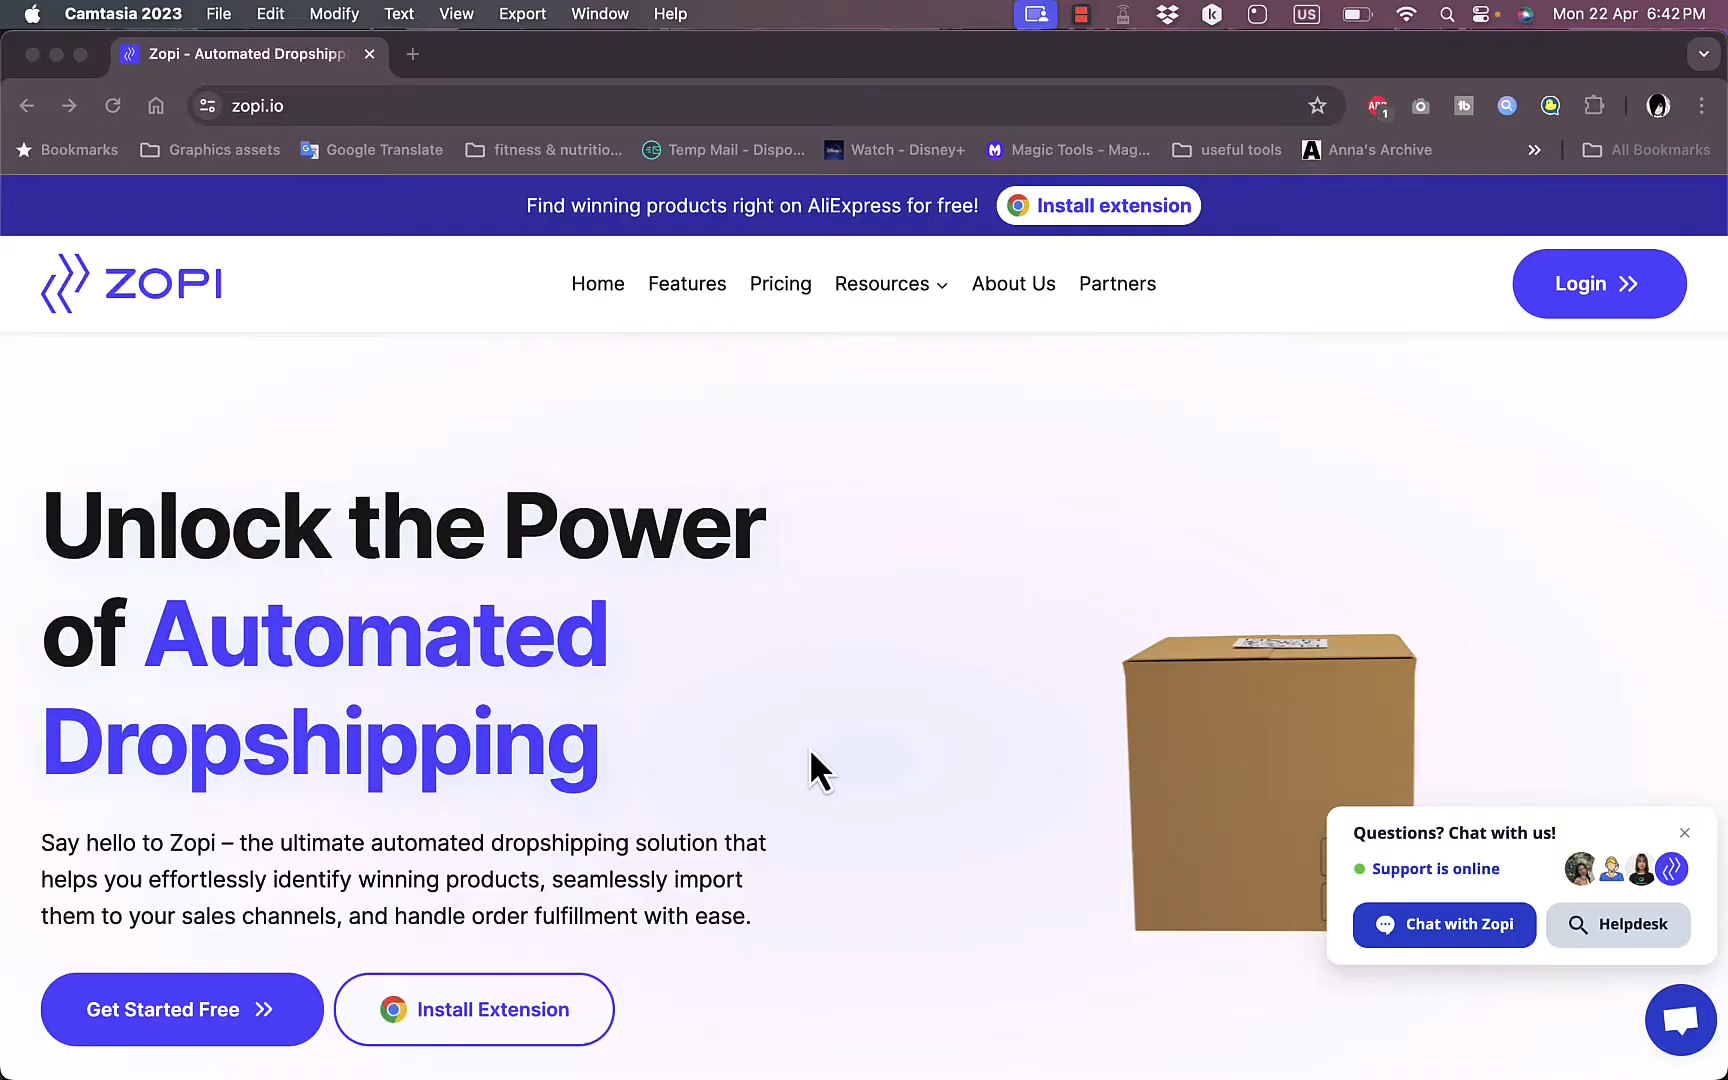 Camtasia 2023 File Edit Modify Text View Export Window Help US Mon 22 Apr 6:42 PM
Zopi - Automated Dropshipp
zopi.io
ABP 1 tb
Bookmarks Graphics assets Google Translate fitness & nutritio... Temp Mail - Dispo... Watch - Disney+ Magic Tools - Mag... useful tools Anna's Archive All Bookmarks
Find winning products right on AliExpress for free! Install extension
ZOPI Home Features Pricing Resources About Us Partners Login
Unlock the Power
of Automated
Dropshipping
Say hello to Zopi – the ultimate automated dropshipping solution that
helps you effortlessly identify winning products, seamlessly import
them to your sales channels, and handle order fulfillment with ease.
Get Started Free Install Extension
Questions? Chat with us!
Support is online
Chat with Zopi Helpdesk